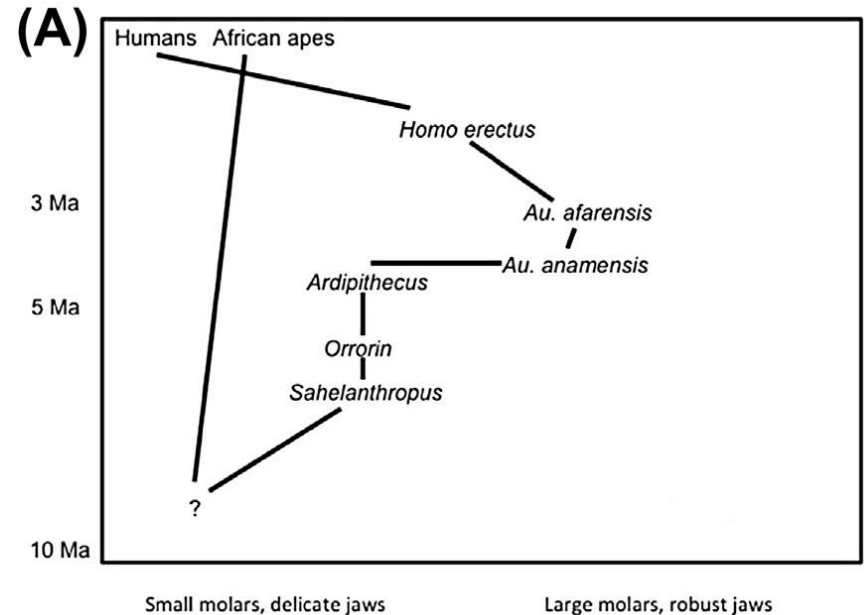 (A)
Humans African apes
Homo erectus
3 Ma
Au. afarensis
Au. anamensis
Ardipithecus
5 Ma
Orrorin
Sahelanthropus
?
10 Ma
Small molars, delicate jaws Large molars, robust jaws